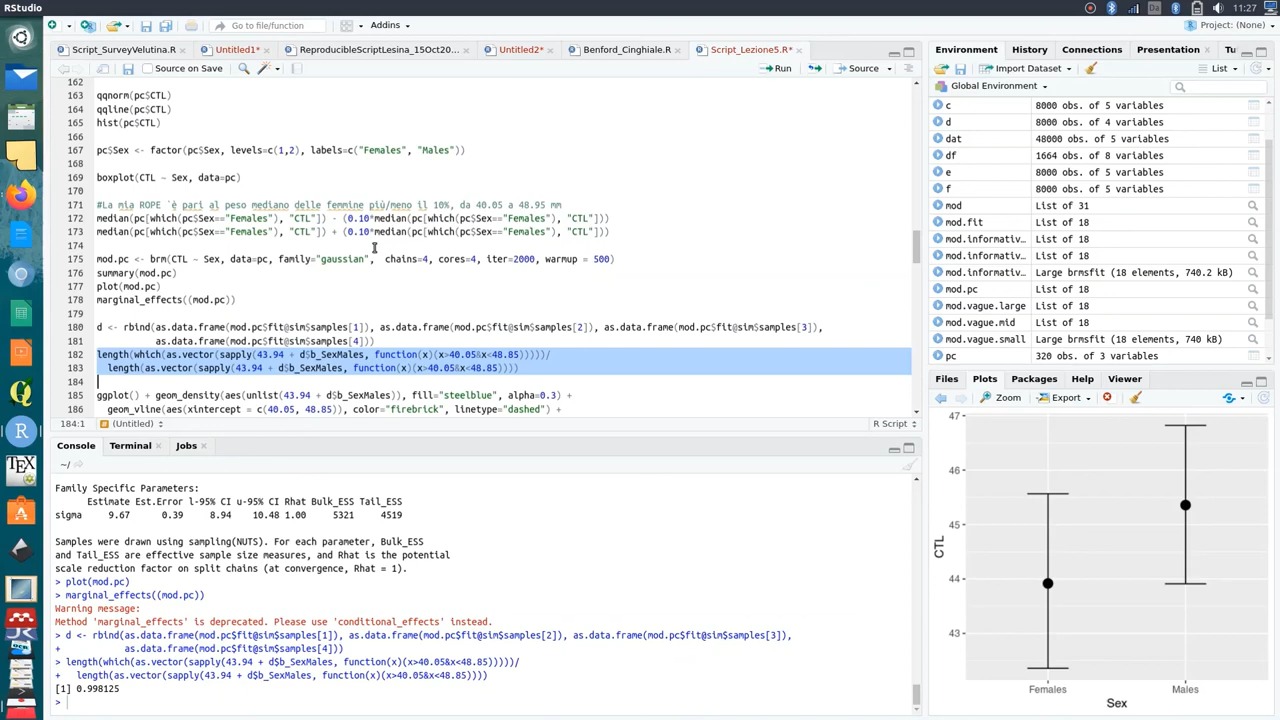 RStudio
11:27
Go to file/function
Addins
Project: (None)
Script_SurveyVelutina.R
Untitled1*
ReproducibleScriptLesina_15Oct20...
Untitled2*
Benford_Cinghiale.R
Script_Lezione5.R*
Source on Save
Run
Source
162
163 qqnorm(pc$CTL)
164 qqline(pc$CTL)
165 hist(pc$CTL)
166
167 pc$Sex <- factor(pc$Sex, levels=c(1,2), labels=c("Females", "Males"))
168
169 boxplot(CTL ~ Sex, data=pc)
170
171 #La mia ROPE `è pari al peso mediano delle femmine più/meno il 10%, da 40.05 a 48.95 mm
172 median(pc[which(pc$Sex=="Females"), "CTL"]) - (0.10*median(pc[which(pc$Sex=="Females"), "CTL"]))
173 median(pc[which(pc$Sex=="Females"), "CTL"]) + (0.10*median(pc[which(pc$Sex=="Females"), "CTL"]))
174
175 mod.pc <- brm(CTL ~ Sex, data=pc, family="gaussian",  chains=4, cores=4, iter=2000, warmup = 500)
176 summary(mod.pc)
177 plot(mod.pc)
178 marginal_effects((mod.pc))
179
180 d <- rbind(as.data.frame(mod.pc$fit@sim$samples[1]), as.data.frame(mod.pc$fit@sim$samples[2]), as.data.frame(mod.pc$fit@sim$samples[3]),
181 as.data.frame(mod.pc$fit@sim$samples[4]))
182 length(which(as.vector(sapply(43.94 + d$b_SexMales, function(x)(x>40.05&x<48.85)))))/
183 length(as.vector(sapply(43.94 + d$b_SexMales, function(x)(x>40.05&x<48.85))))
184
185 ggplot() + geom_density(aes(unlist(43.94 + d$b_SexMales)), fill="steelblue", alpha=0.3) +
186 geom_vline(aes(xintercept = c(40.05, 48.85)), color="firebrick", linetype="dashed") +
184:1
(Untitled)
R Script
Console
Terminal
Jobs
~/
Family Specific Parameters:
Estimate Est.Error l-95% CI u-95% CI Rhat Bulk_ESS Tail_ESS
sigma 9.67 0.39 8.94 10.48 1.00 5321 4519
Samples were drawn using sampling(NUTS). For each parameter, Bulk_ESS
and Tail_ESS are effective sample size measures, and Rhat is the potential
scale reduction factor on split chains (at convergence, Rhat = 1).
> plot(mod.pc)
> marginal_effects((mod.pc))
Warning message:
Method 'marginal_effects' is deprecated. Please use 'conditional_effects' instead.
> d <- rbind(as.data.frame(mod.pc$fit@sim$samples[1]), as.data.frame(mod.pc$fit@sim$samples[2]), as.data.frame(mod.pc$fit@sim$samples[3]),
+ as.data.frame(mod.pc$fit@sim$samples[4]))
> length(which(as.vector(sapply(43.94 + d$b_SexMales, function(x)(x>40.05&x<48.85)))))/
+ length(as.vector(sapply(43.94 + d$b_SexMales, function(x)(x>40.05&x<48.85))))
[1] 0.998125
>
Environment
History
Connections
Presentation
Tu
Import Dataset
List
Global Environment
c 8000 obs. of 5 variables
d 8000 obs. of 4 variables
dat 48000 obs. of 5 variables
df 1664 obs. of 8 variables
e 8000 obs. of 5 variables
f 8000 obs. of 5 variables
mod List of 31
mod.fit List of 18
mod.informativ... List of 18
mod.informativ... List of 18
mod.informativ... Large brmsfit (18 elements, 740.2 kB)
mod.pc List of 18
mod.vague.large List of 18
mod.vague.mid List of 18
mod.vague.small List of 18
pc 320 obs. of 3 variables
Files
Plots
Packages
Help
Viewer
Zoom
Export
47
46
45
44
43
CTL
Females
Males
Sex